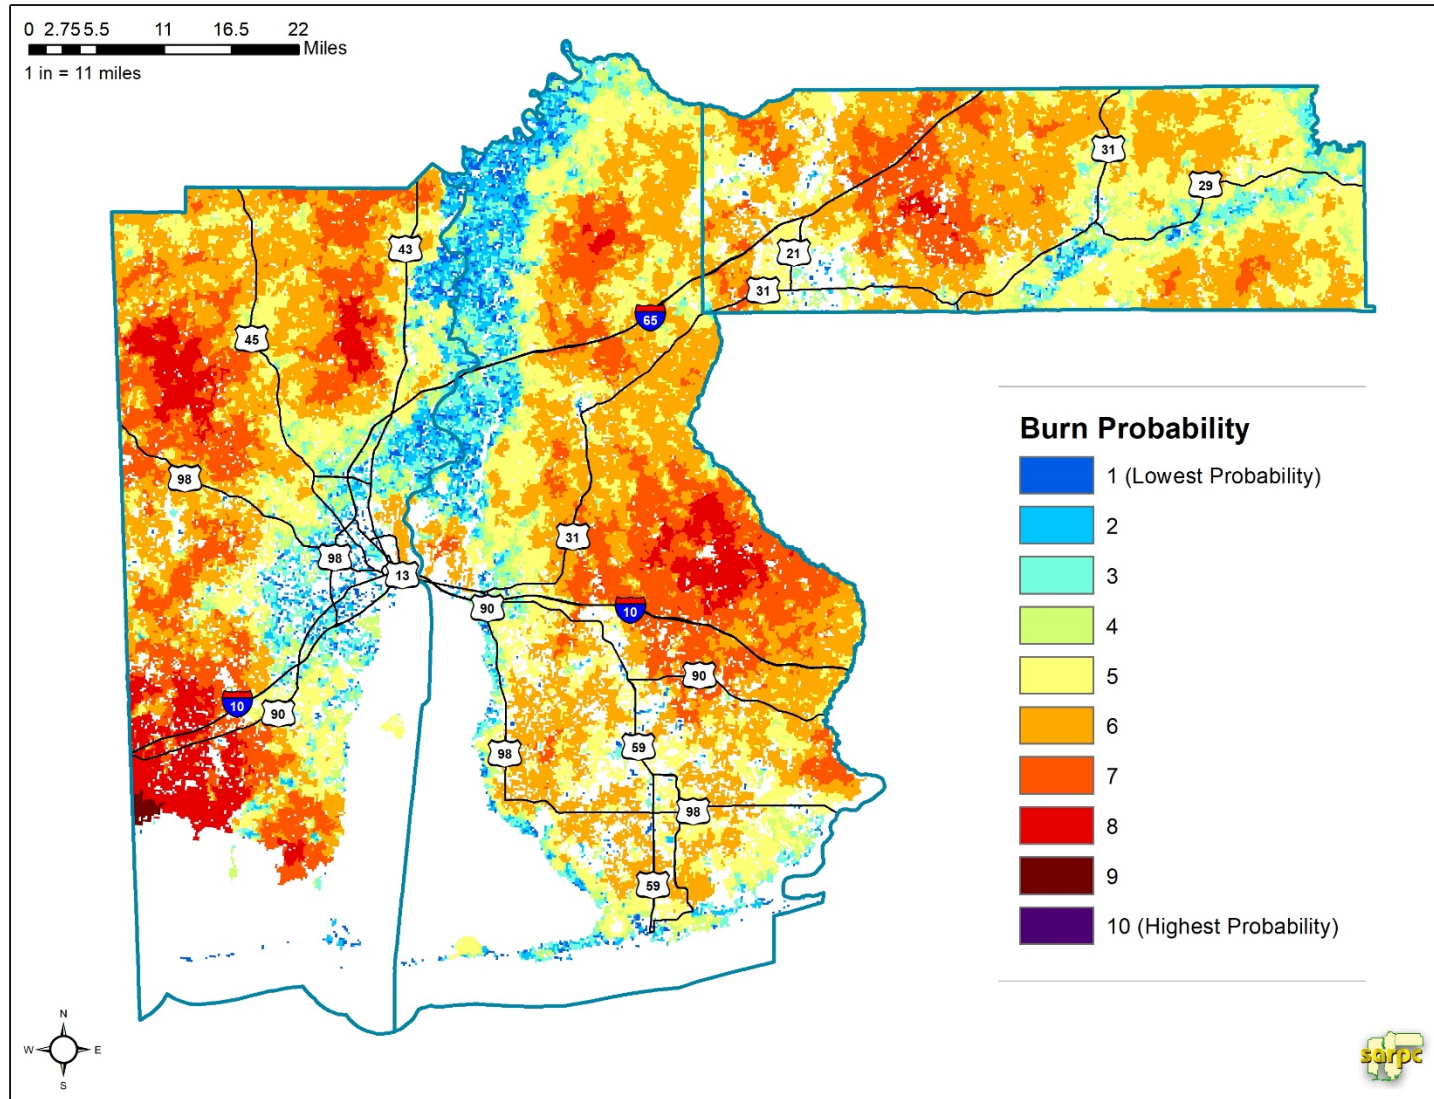 0 2.75 5.5 11 16.5 22
Miles
1 in = 11 miles
31
29
43
21
31
65
45
98
31
98
13
90
10
90
10
90
98
59
98
59
Burn Probability
1 (Lowest Probability)
2
3
4
5
6
7
8
9
10 (Highest Probability)
N
W E
S
sarpc